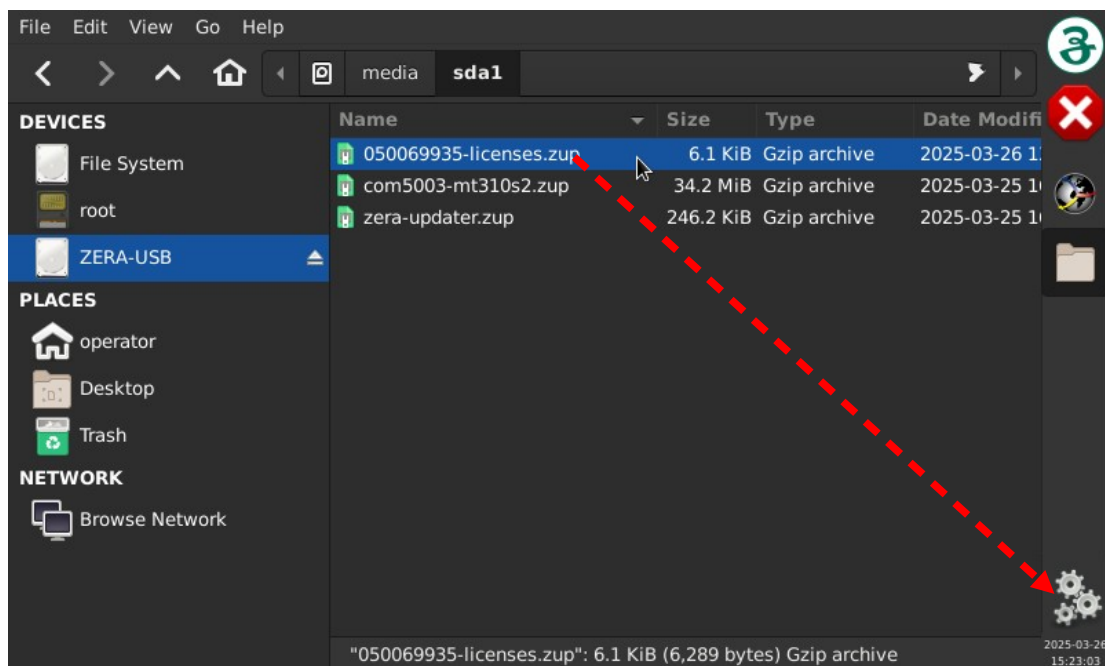 File Edit View Go Help
media sda1
DEVICES
File System
root
ZERA-USB
PLACES
operator
Desktop
Trash
NETWORK
Browse Network
Name Size Type Date Modifi
050069935-licenses.zup 6.1 KiB Gzip archive 2025-03-26 1
com5003-mt310s2.zup 34.2 MiB Gzip archive 2025-03-25 1
zera-updater.zup 246.2 KiB Gzip archive 2025-03-25 1
"050069935-licenses.zup": 6.1 KiB (6,289 bytes) Gzip archive
2025-03-26
15:23:03